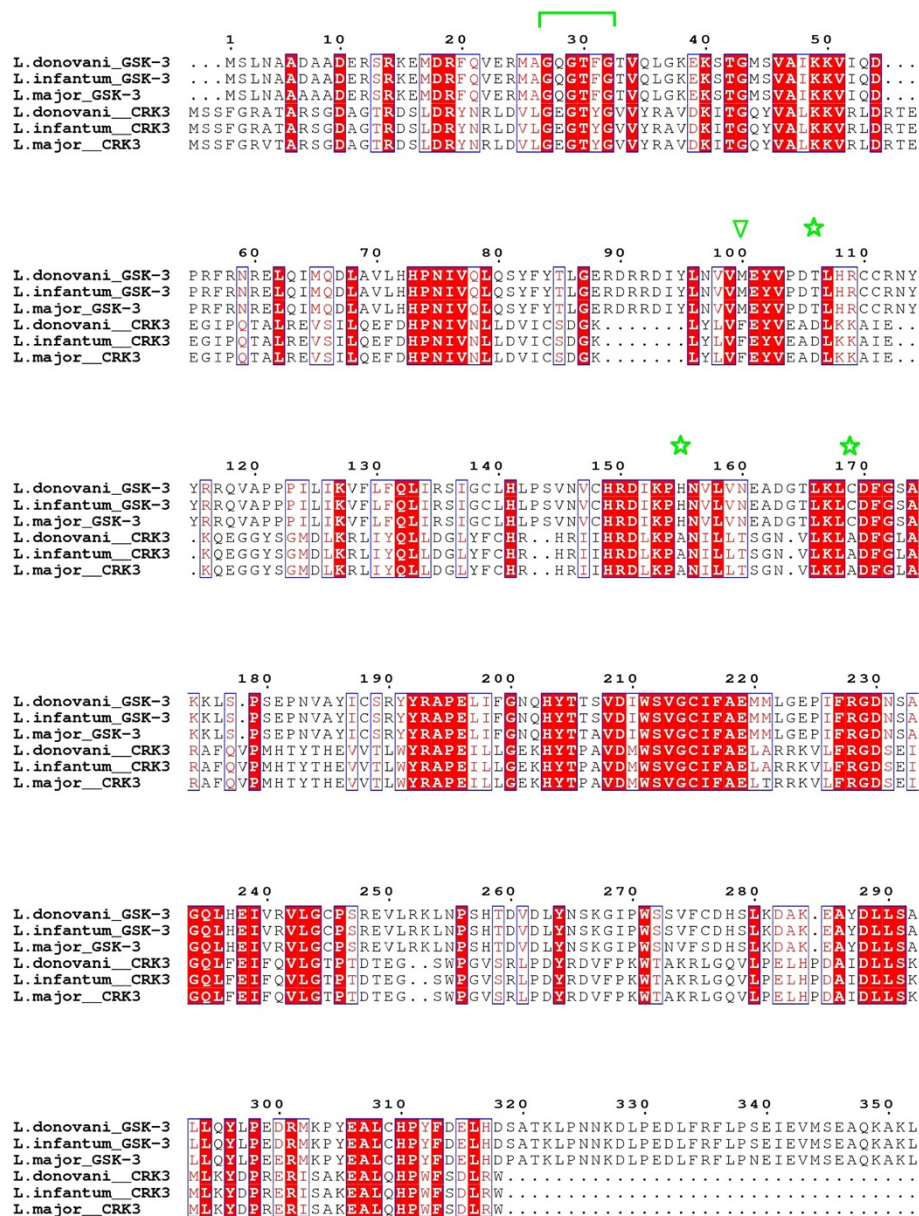 1 10 20 30 40 50
L.donovani_GSK-3 ...MSLNAADAADERSRKEMDRFQVERMAGQGTFGTVQLGKEKSTGMSVAIKKVIQD...
L.infantum_GSK-3 ...MSLNAADAADERSRKEMDRFQVERMAGQGTFGTVQLGKEKSTGMSVAIKKVIQD...
L.major_GSK-3 ...MSLNAAAAADERSRKEMDRFQVERMAGQGTFGTVQLGKEKSTGMSVAIKKVIQD...
L.donovani__CRK3 MSSFGRATARSGDAGTRDSLDRYNRLDVLGEGTYGVVYRAVDKITGQYVALKKVRLDRTE
L.infantum__CRK3 MSSFGRATARSGDAGTRDSLDRYNRLDVLGEGTYGVVYRAVDKITGQYVALKKVRLDRTE
L.major__CRK3 MSSFGRVTARSGDAGTRDSLDRYNRLDVLGEGTYGVVYRAVDKITGQYVALKKVRLDRTE
60 70 80 90 100 110
L.donovani_GSK-3 PRFRNRELQIMQDLAVLHHPNIVQLQSYFYTLGERDRRDIYLNVVMEYVPDTLHRCCRNY
L.infantum_GSK-3 PRFRNRELQIMQDLAVLHHPNIVQLQSYFYTLGERDRRDIYLNVVMEYVPDTLHRCCRNY
L.major_GSK-3 PRFRNRELQIMQDLAVLHHPNIVQLQSYFYTLGERDRRDIYLNVVMEYVPDTLHRCCRNY
L.donovani__CRK3 EGIPQTALREVSILQEFDHPNIVNLLDVICSDGK.......LYLVFEYVEADLKKAIE..
L.infantum__CRK3 EGIPQTALREVSILQEFDHPNIVNLLDVICSDGK.......LYLVFEYVEADLKKAIE..
L.major__CRK3 EGIPQTALREVSILQEFDHPNIVNLLDVICSDGK.......LYLVFEYVEADLKKAIE..
120 130 140 150 160 170
L.donovani_GSK-3 YRRQVAPPPILIKVFLFQLIRSIGCLHLPSVNVCHRDIKPHNVLVNEADGTLKLCDFGSA
L.infantum_GSK-3 YRRQVAPPPILIKVFLFQLIRSIGCLHLPSVNVCHRDIKPHNVLVNEADGTLKLCDFGSA
L.major_GSK-3 YRRQVAPPPILIKVFLFQLIRSIGCLHLPSVNVCHRDIKPHNVLVNEADGTLKLCDFGSA
L.donovani__CRK3 .KQEGGYSGMDLKRLIYQLLDGLYFCHR..HRIIHRDLKPANILLTSGN.VLKLADFGLA
L.infantum__CRK3 .KQEGGYSGMDLKRLIYQLLDGLYFCHR..HRIIHRDLKPANILLTSGN.VLKLADFGLA
L.major__CRK3 .KQEGGYSGMDLKRLIYQLLDGLYFCHR..HRIIHRDLKPANILLTSGN.VLKLADFGLA
180 190 200 210 220 230
L.donovani_GSK-3 KKLS.PSEPNVAYICSRYYRAPELIFGNQHYTTSVDIWSVGCIFAEMMLGEPIFRGDNSA
L.infantum_GSK-3 KKLS.PSEPNVAYICSRYYRAPELIFGNQHYTTSVDIWSVGCIFAEMMLGEPIFRGDNSA
L.major_GSK-3 KKLS.PSEPNVAYICSRYYRAPELIFGNQHYTTSVDIWSVGCIFAEMMLGEPIFRGDNSA
L.donovani__CRK3 RAFQVPMHTYTHEVVTLWYRAPEILLGEKHYTPAVDMWSVGCIFAELARRKVLFRGDSEI
L.infantum__CRK3 RAFQVPMHTYTHEVVTLWYRAPEILLGEKHYTPAVDMWSVGCIFAELARRKVLFRGDSEI
L.major__CRK3 RAFQVPMHTYTHEVVTLWYRAPEILLGEKHYTPAVDMWSVGCIFAELTRRKVLFRGDSEI
240 250 260 270 280 290
L.donovani_GSK-3 GQLHEIVRVLGCPSREVLRKLNPSHTDVDLYNSKGIPWSSVFCDHSLKDAK.EAYDLLSA
L.infantum_GSK-3 GQLHEIVRVLGCPSREVLRKLNPSHTDVDLYNSKGIPWSSVFCDHSLKDAK.EAYDLLSA
L.major_GSK-3 GQLHEIVRVLGCPSREVLRKLNPSHTDVDLYNSKGIPWSNVFSDHSLKDAK.EAYDLLSA
L.donovani__CRK3 GQLFEIFQVLGTPTDTEG..SWPGVSRLPDYRDVFPKWTAKRLGQVLPELHPDAIDLLSK
L.infantum__CRK3 GQLFEIFQVLGTPTDTEG..SWPGVSRLPDYRDVFPKWTAKRLGQVLPELHPDAIDLLSK
L.major__CRK3 GQLFEIFQVLGTPTDTEG..SWPGVSRLPDYRDVFPKWTAKRLGQVLPELHPDAIDLLSK
300 310 320 330 340 350
L.donovani_GSK-3 LLQYLPEDRMKPYEALCHPYFDELHDSATKLPNNKDLPEDLFRFLPSEIEVMSEAQKAKL
L.infantum_GSK-3 LLQYLPEDRMKPYEALCHPYFDELHDSATKLPNNKDLPEDLFRFLPSEIEVMSEAQKAKL
L.major_GSK-3 LLQYLPEERMKPYEALCHPYFDELHDPATKLPNNKDLPEDLFRFLPNEIEVMSEAQKAKL
L.donovani__CRK3 MLKYDPRERISAKEALQHPWFSDLRW..................................
L.infantum__CRK3 MLKYDPRERISAKEALQHPWFSDLRW..................................
L.major__CRK3 MLKYDPRERISAKEALQHPWFSDLRW..................................